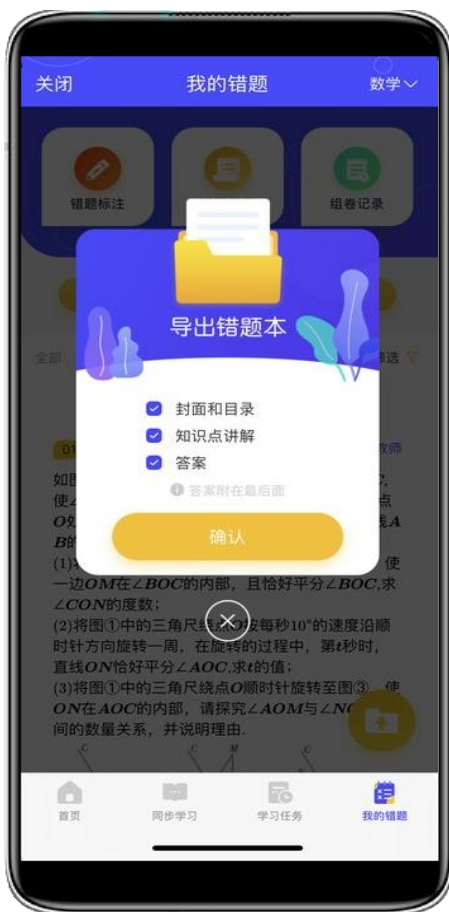 关闭 我的错题 数学
错题标注 组卷记录
导出错题本
全部 筛选
封面和目录
知识点讲解
答案
答案附在最后面
确认
01 教师
如图
使∠ 点
O处 线A
B的
(1)将 使
一边OM在∠BOC的内部，且恰好平分∠BOC,求
∠CON的度数；
(2)将图①中的三角尺绕点O按每秒10°的速度沿顺
时针方向旋转一周，在旋转的过程中，第t秒时，
直线ON恰好平分∠AOC,求t的值；
(3)将图①中的三角尺绕点O顺时针旋转至图③，使
ON在∠AOC的内部，请探究∠AOM与∠NO
间的数量关系，并说明理由.
C C M C
首页 同步学习 学习任务 我的错题